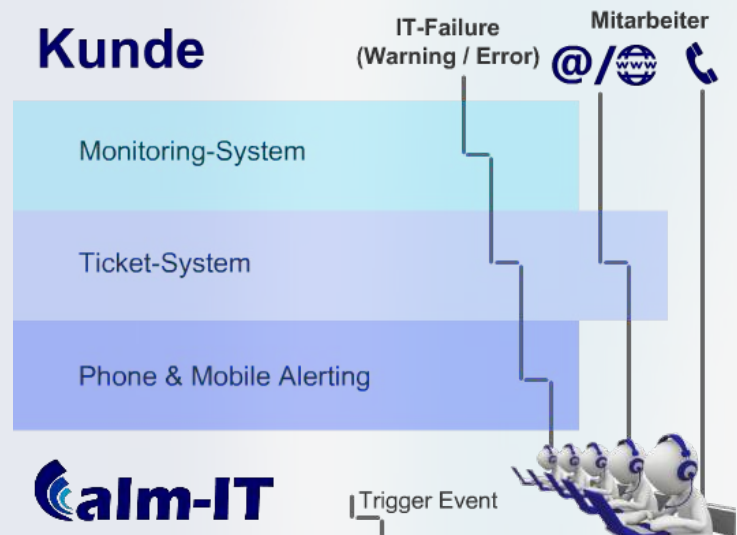 Kunde
IT-Failure
(Warning / Error)
Mitarbeiter
@/www
Monitoring-System
Ticket-System
Phone & Mobile Alerting
Calm-IT
Trigger Event